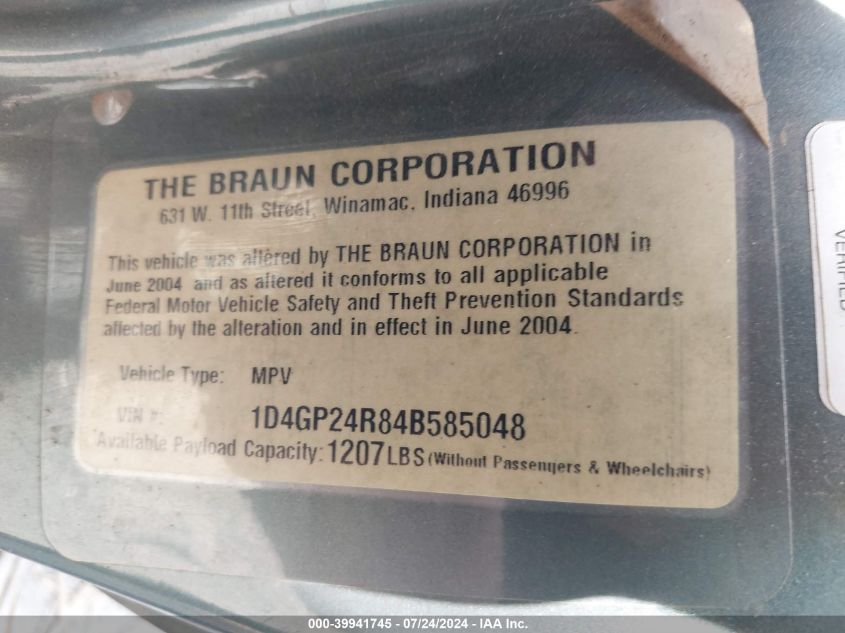 THE BRAUN CORPORATION
631 W. 11th Street, Winamac, Indiana 46996
This vehicle was altered by THE BRAUN CORPORATION in
June 2004 and as altered it conforms to all applicable
Federal Motor Vehicle Safety and Theft Prevention Standards
affected by the alteration and in effect in June 2004.
Vehicle Type: MPV
VIN #: 1D4GP24R84B585048
Available Payload Capacity: 1207 LBS (Without Passengers & Wheelchairs)
VERIFIED
000-39941745 - 07/24/2024 - IAA Inc.